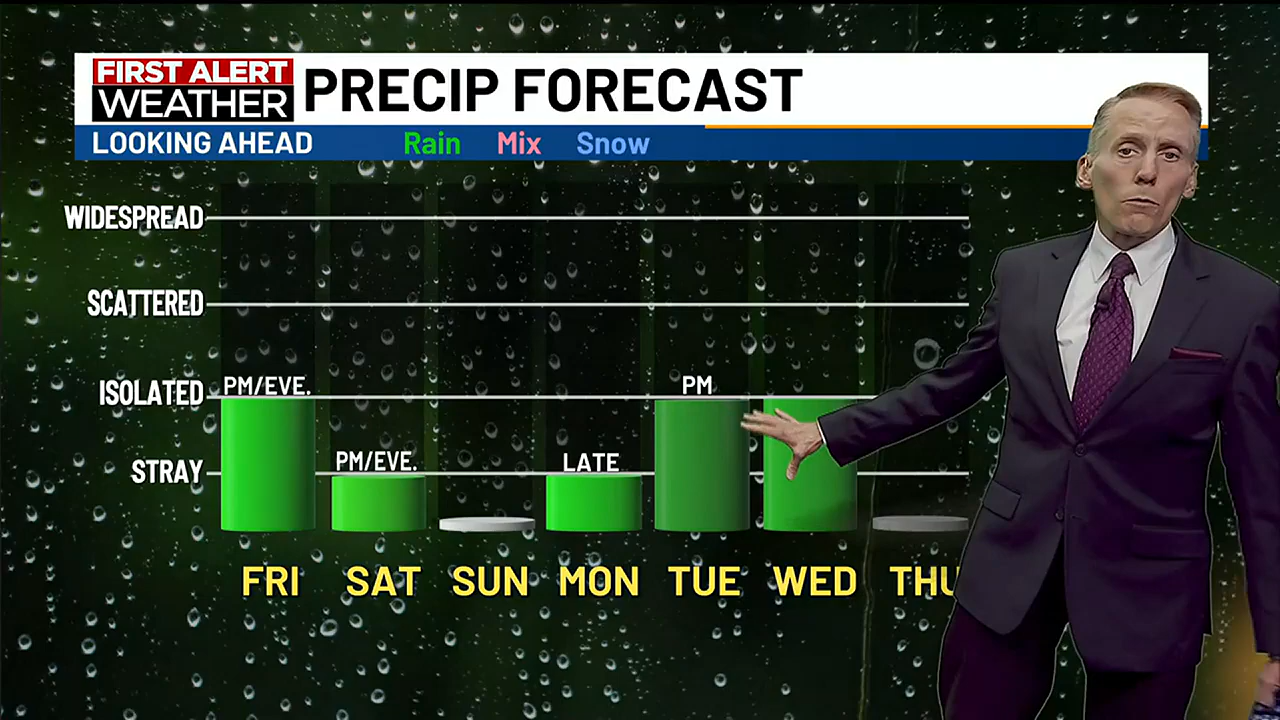 FIRST ALERT
WEATHER
PRECIP FORECAST
LOOKING AHEAD Rain Mix Snow
WIDESPREAD
SCATTERED
ISOLATED
STRAY
PM/EVE.
PM/EVE.
LATE
PM
FRI SAT SUN MON TUE WED THU